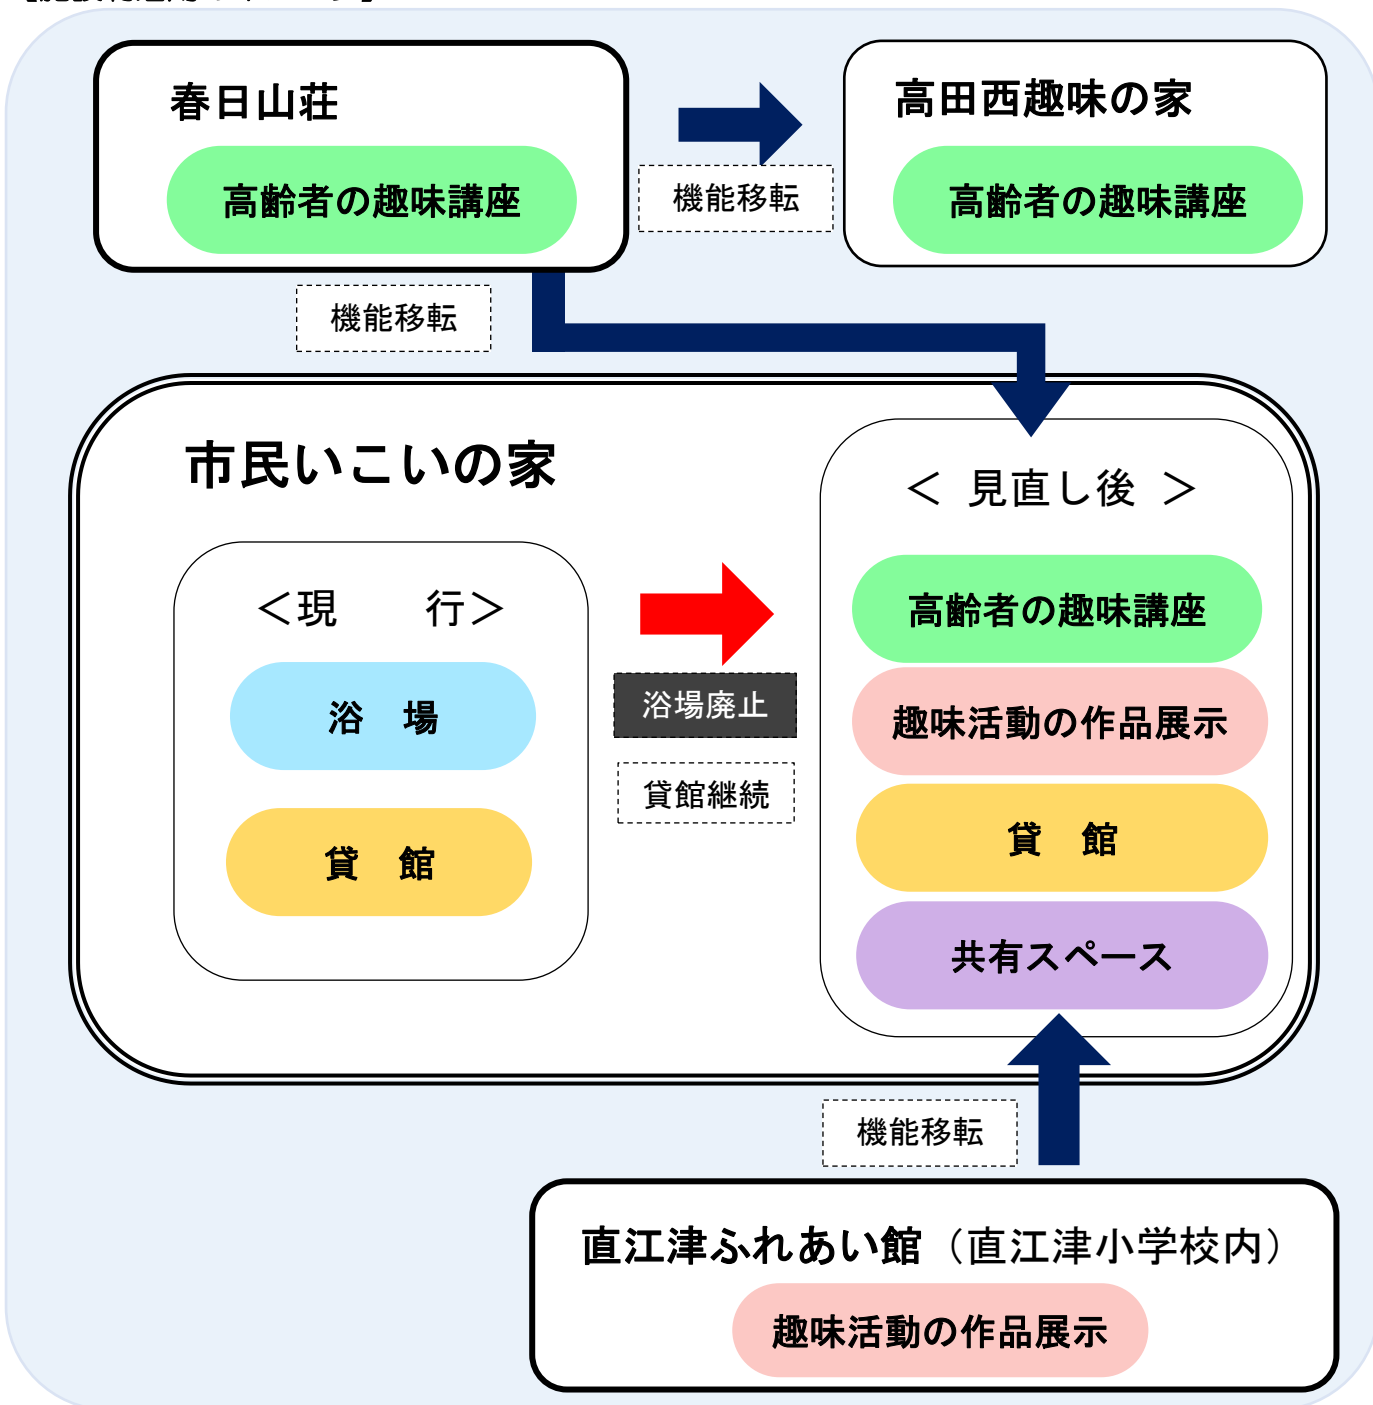 春日山荘
高齢者の趣味講座
機能移転
高田西趣味の家
高齢者の趣味講座
機能移転
市民いこいの家
＜現　　行＞
浴　場
貸　館
浴場廃止
貸館継続
＜ 見直し後 ＞
高齢者の趣味講座
趣味活動の作品展示
貸　館
共有スペース
機能移転
直江津ふれあい館（直江津小学校内）
趣味活動の作品展示